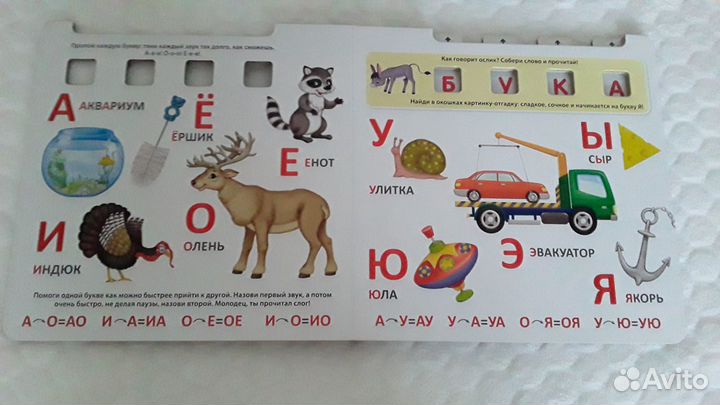 Пропой каждую букву: тяни каждый звук так долго, как сможешь.
А-а-а! О-о-о! Е-е-е!
А АКВАРИУМ
Ё
ЁРШИК
Е ЕНОТ
И
ИНДЮК
О
ОЛЕНЬ
Помоги одной букве как можно быстрее прийти к другой. Назови первый звук, а потом
очень быстро, не делая паузы, назови второй. Молодец, ты прочитал слог!
А О=АО И А=ИА О Е=ОЕ И О=ИО
Как говорит ослик? Собери слово и прочитай!
Б У К А
Найди в окошках картинку-отгадку: сладкое, сочное и начинается на букву Я!
У
УЛИТКА
Ы
СЫР
Ю
ЮЛА
Э ЭВАКУАТОР
Я ЯКОРЬ
А У=АУ У А=УА О Я=ОЯ У Ю=УЮ
Avito